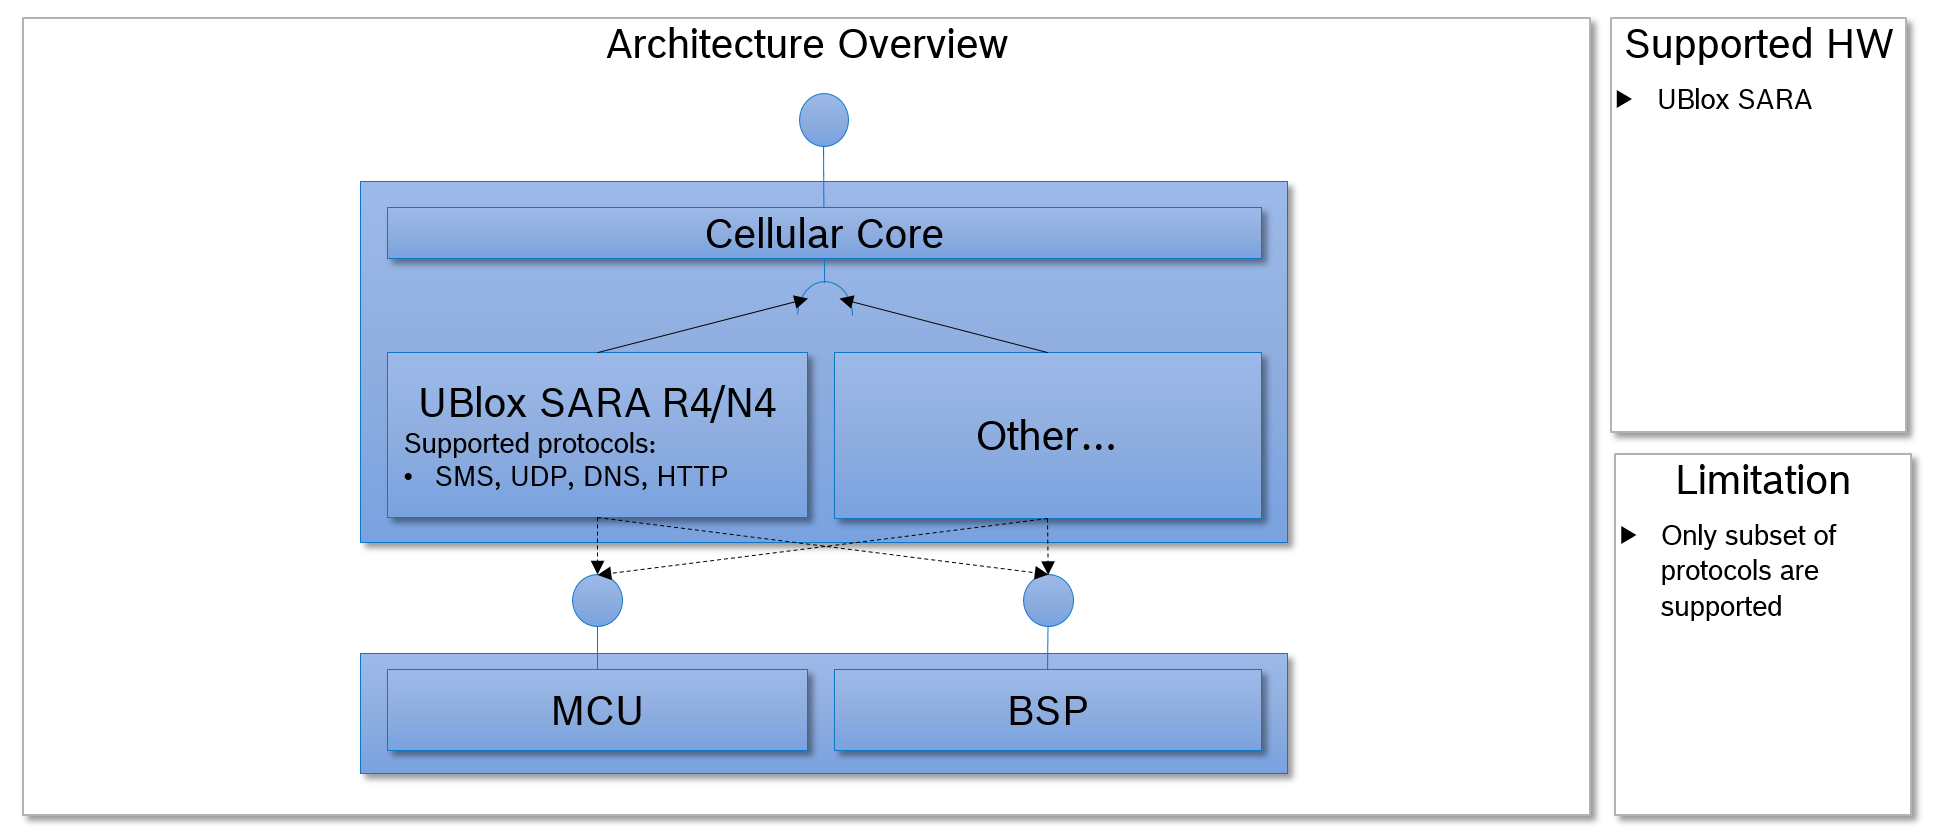 Architecture Overview
Cellular Core
UBlox SARA R4/N4
Supported protocols:
• SMS, UDP, DNS, HTTP
Other...
MCU
BSP
Supported HW
UBlox SARA
Limitation
Only subset of
protocols are
supported